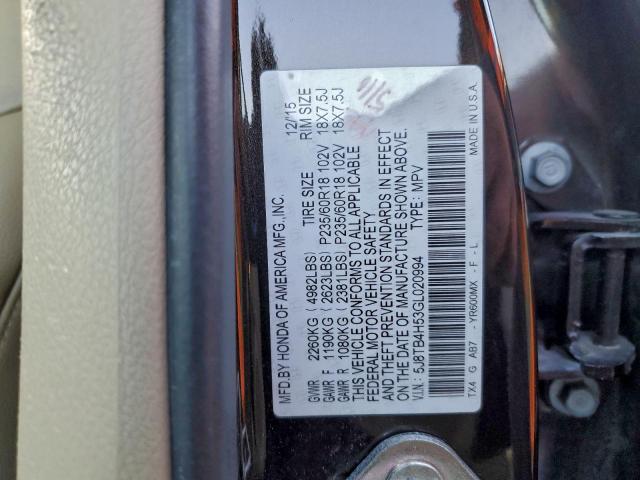 MFD.BY HONDA OF AMERICA MFG.,INC. 12/15
TIRE SIZE RIM SIZE
GVWR 2260KG ( 4982LBS)
GAWR F 1190KG ( 2623LBS) P235/60R18 102V 18X7.5J
GAWR R 1080KG ( 2381LBS) P235/60R18 102V 18X7.5J
THIS VEHICLE CONFORMS TO ALL APPLICABLE
FEDERAL MOTOR VEHICLE SAFETY
AND THEFT PREVENTION STANDARDS IN EFFECT
ON THE DATE OF MANUFACTURE SHOWN ABOVE.
V.I.N.: 5J8TB4H53GL020994 TYPE: MPV
TX4 G AB7 -YR600MX -F -L MADE IN U.S.A.